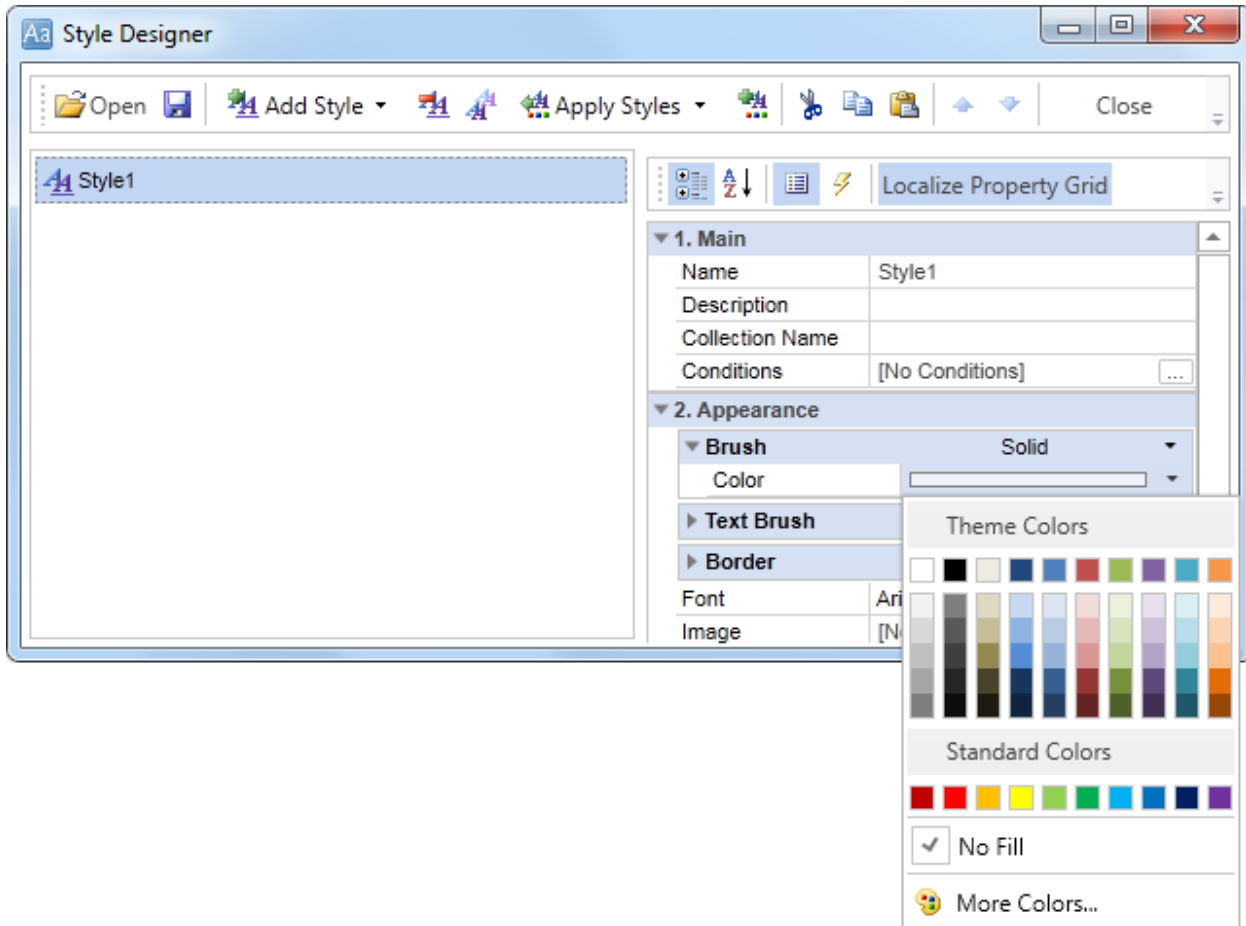 Aa Style Designer
Open Add Style Apply Styles Close
Style1
Localize Property Grid
1. Main
Name Style1
Description
Collection Name
Conditions [No Conditions] ...
2. Appearance
Brush Solid
Color
Text Brush
Border
Font Ari
Image [N
Theme Colors
Standard Colors
No Fill
More Colors...